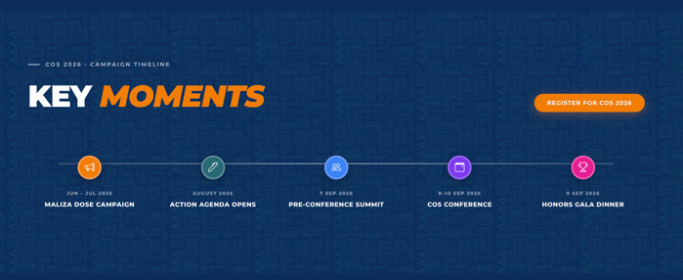 COS 2026 · CAMPAIGN TIMELINE
KEY MOMENTS
REGISTER FOR COS 2026
JUN – JUL 2026
MALIZA DOSE CAMPAIGN
AUGUST 2026
ACTION AGENDA OPENS
7 SEP 2026
PRE-CONFERENCE SUMMIT
8–10 SEP 2026
COS CONFERENCE
9 SEP 2026
HONORS GALA DINNER